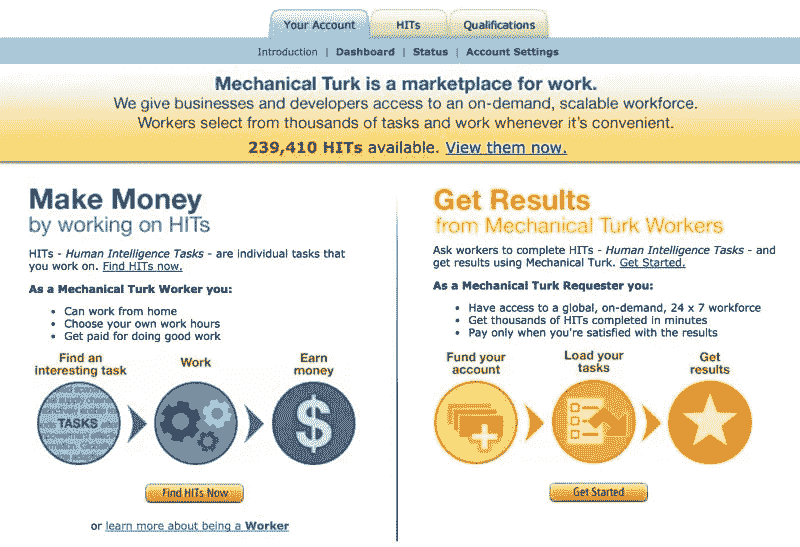 Your Account
HITs
Qualifications
Introduction | Dashboard | Status | Account Settings
Mechanical Turk is a marketplace for work.
We give businesses and developers access to an on-demand, scalable workforce.
Workers select from thousands of tasks and work whenever it's convenient.
239,410 HITs available. View them now.
Make Money
by working on HITs
HITs - Human Intelligence Tasks - are individual tasks that
you work on. Find HITs now.
As a Mechanical Turk Worker you:
• Can work from home
• Choose your own work hours
• Get paid for doing good work
Find an
interesting task
Work
Earn
money
TASKS
$
Find HITs Now
or learn more about being a Worker
Get Results
from Mechanical Turk Workers
Ask workers to complete HITs - Human Intelligence Tasks - and
get results using Mechanical Turk. Get Started.
As a Mechanical Turk Requester you:
• Have access to a global, on-demand, 24 x 7 workforce
• Get thousands of HITs completed in minutes
• Pay only when you're satisfied with the results
Fund your
account
Load your
tasks
Get
results
Get Started